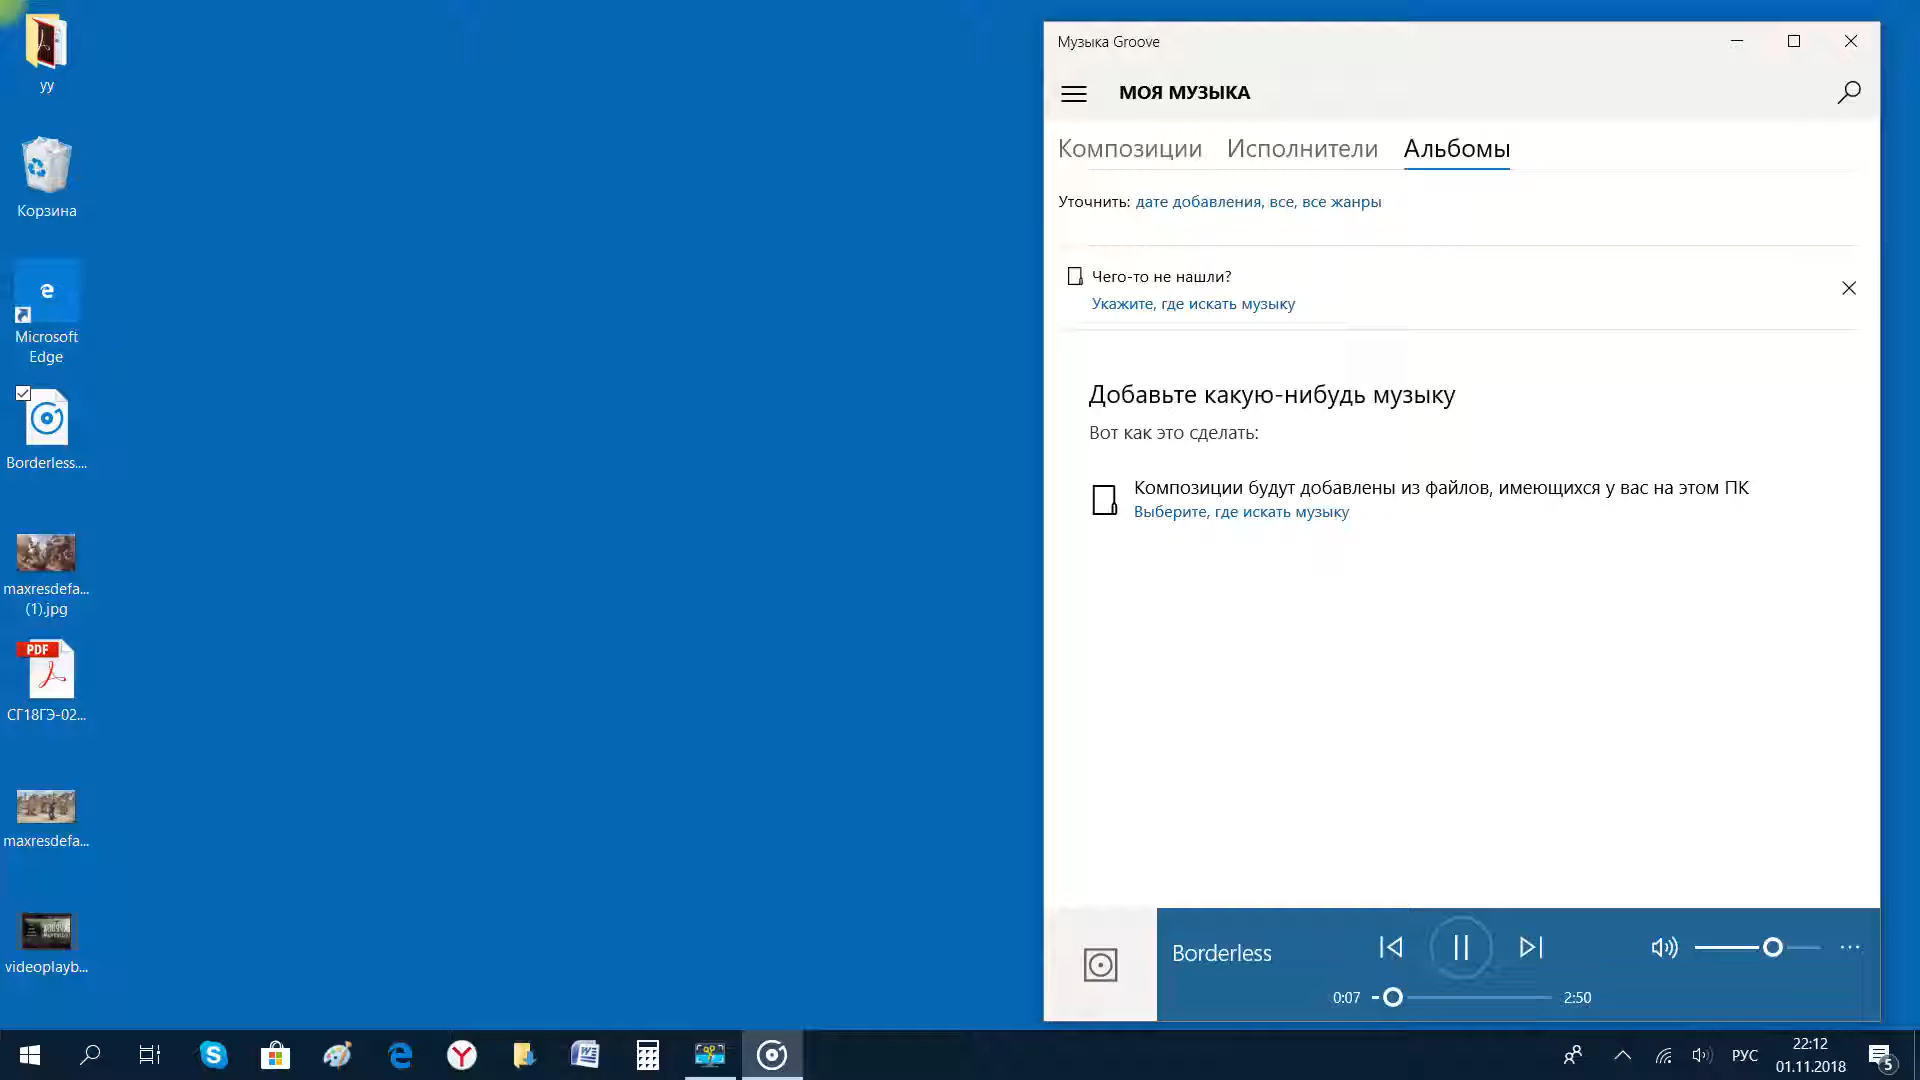 yy
Корзина
Microsoft
Edge
Borderless....
maxresdefa...
(1).jpg
PDF
СГ18ГЭ-02...
maxresdefa...
videoplayb...
Музыка Groove
МОЯ МУЗЫКА
Композиции Исполнители Альбомы
Уточнить: дате добавления, все, все жанры
Чего-то не нашли?
Укажите, где искать музыку
Добавьте какую-нибудь музыку
Вот как это сделать:
Композиции будут добавлены из файлов, имеющихся у вас на этом ПК
Выберите, где искать музыку
Borderless
0:07 2:50
РУС
22:12
01.11.2018
5